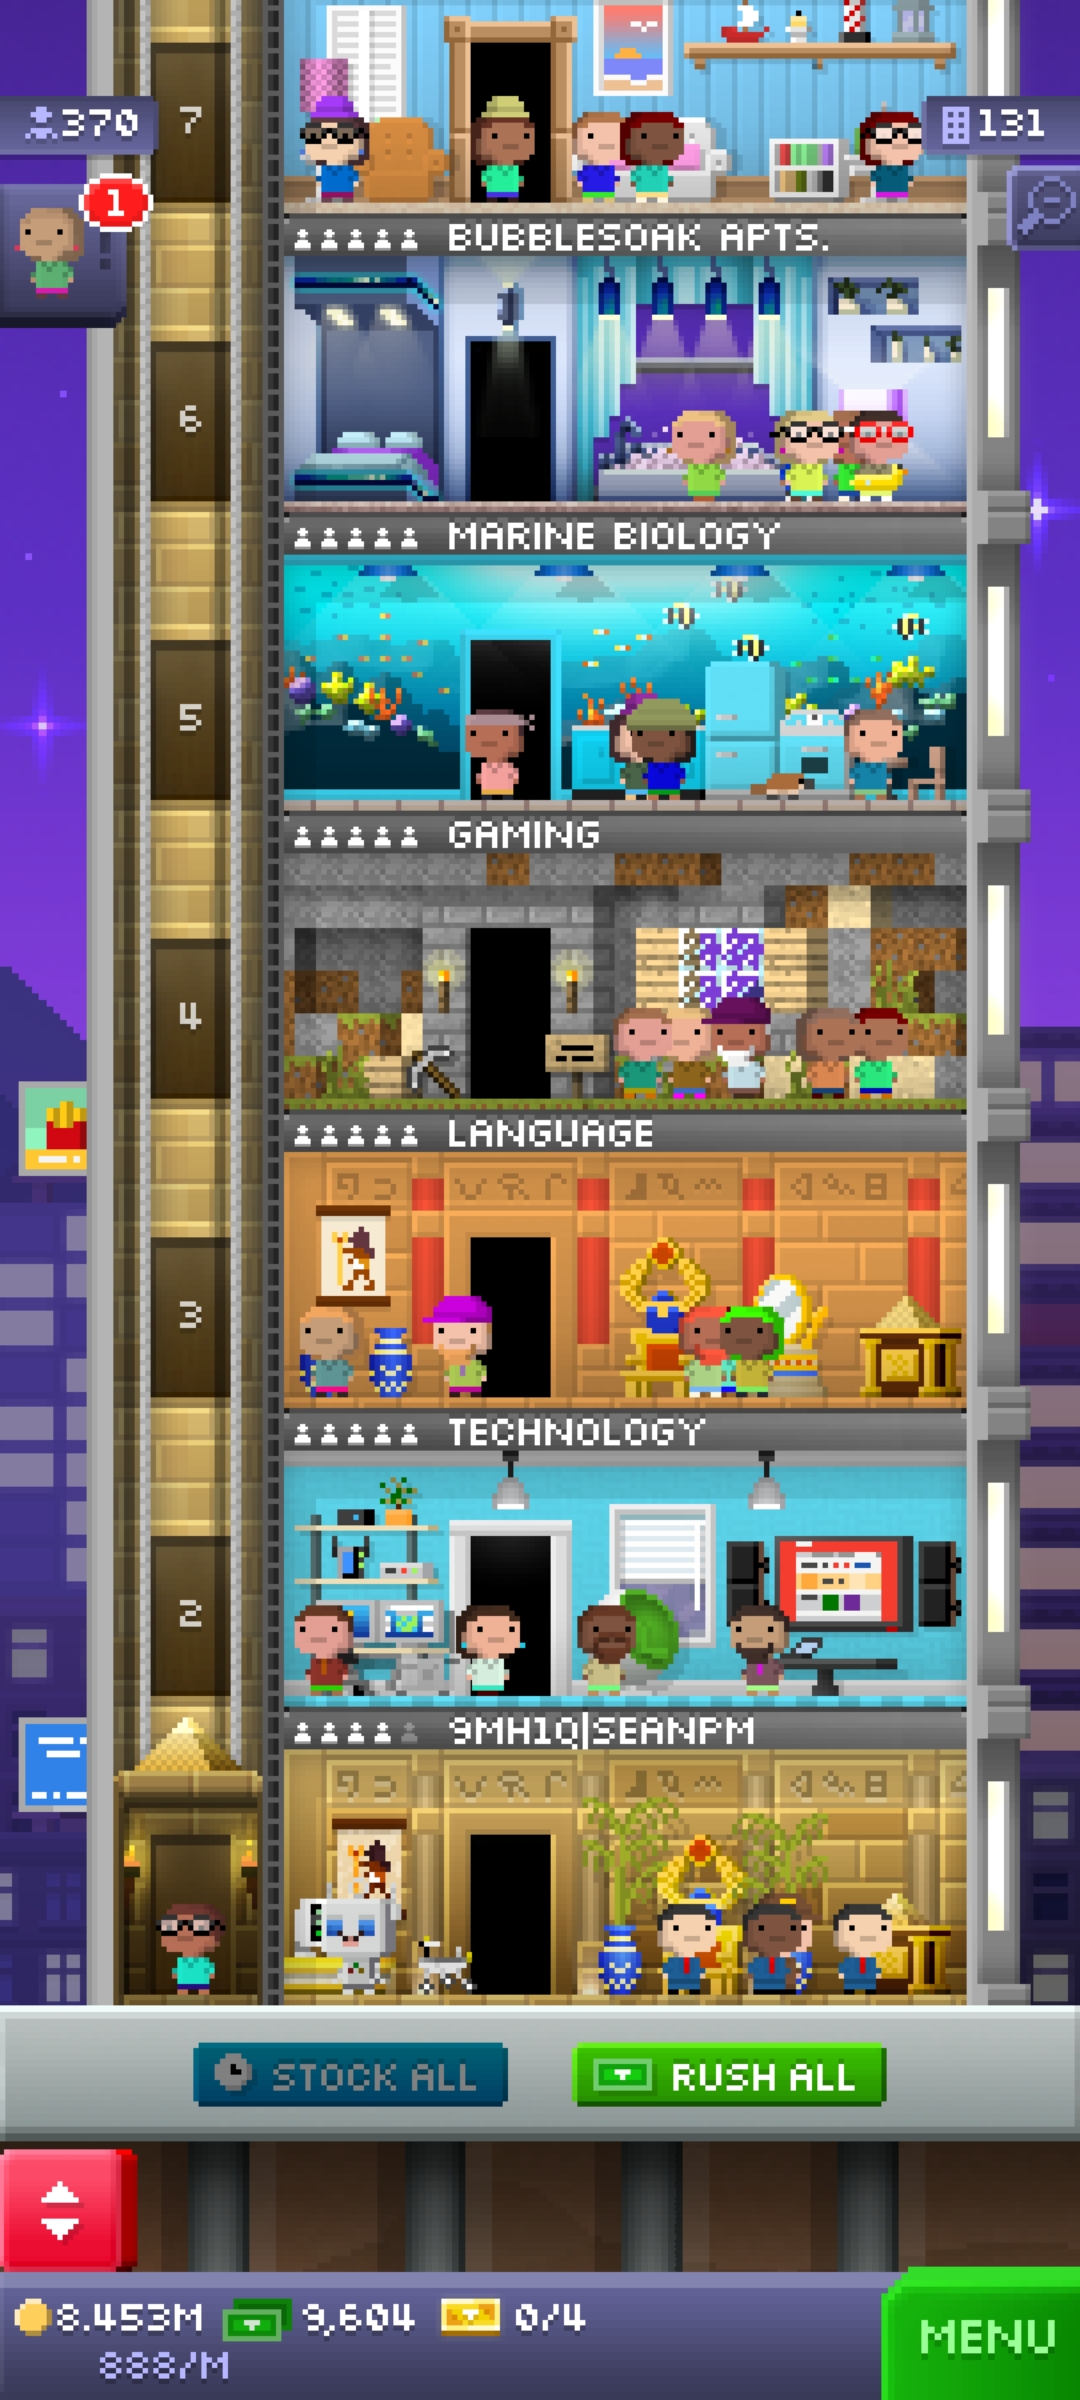 7
370
131
1
BUBBLESOAK APTS.
6
MARINE BIOLOGY
5
GAMING
4
LANGUAGE
3
TECHNOLOGY
2
9MH1Q|SEANPM
STOCK ALL
RUSH ALL
8.453M
9,604
0/4
888/M
MENU